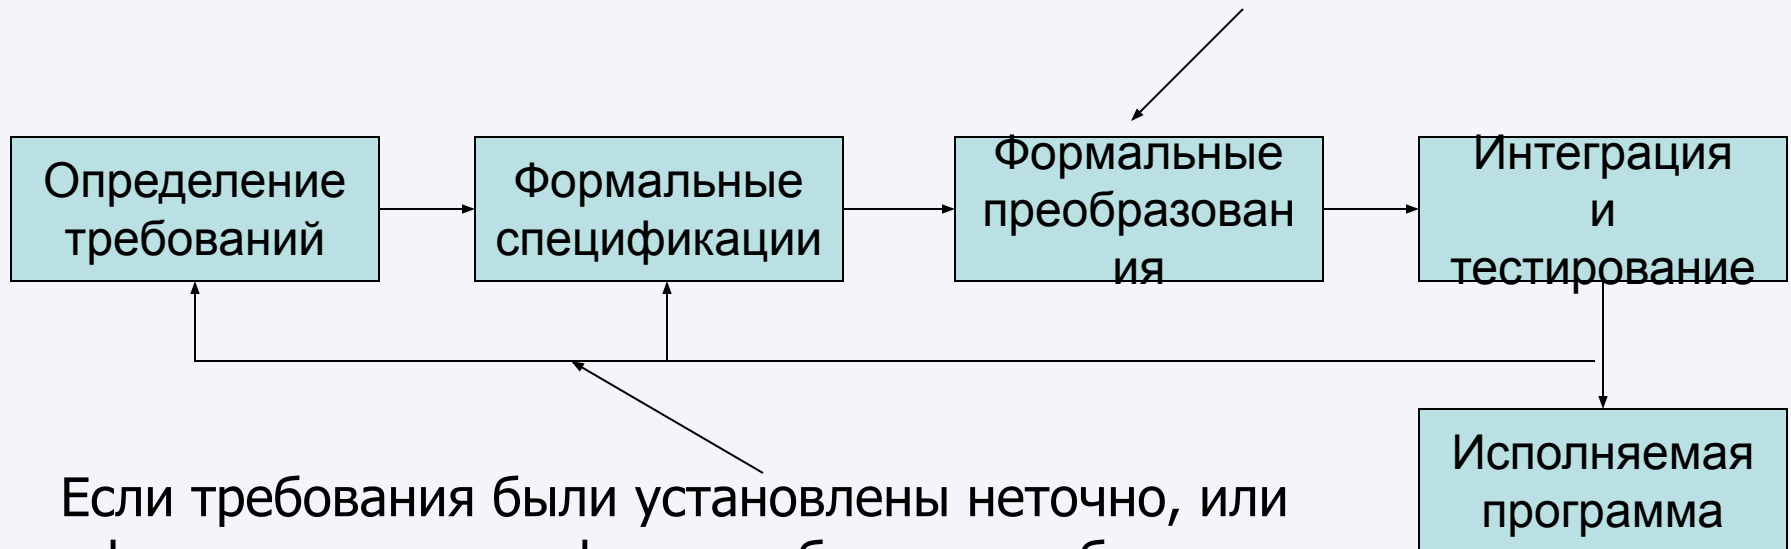 Определение
требований
Формальные
спецификации
Формальные
преобразован
ия
Интеграция
и
тестирование
Исполняемая
программа
Если требования были установлены неточно, или